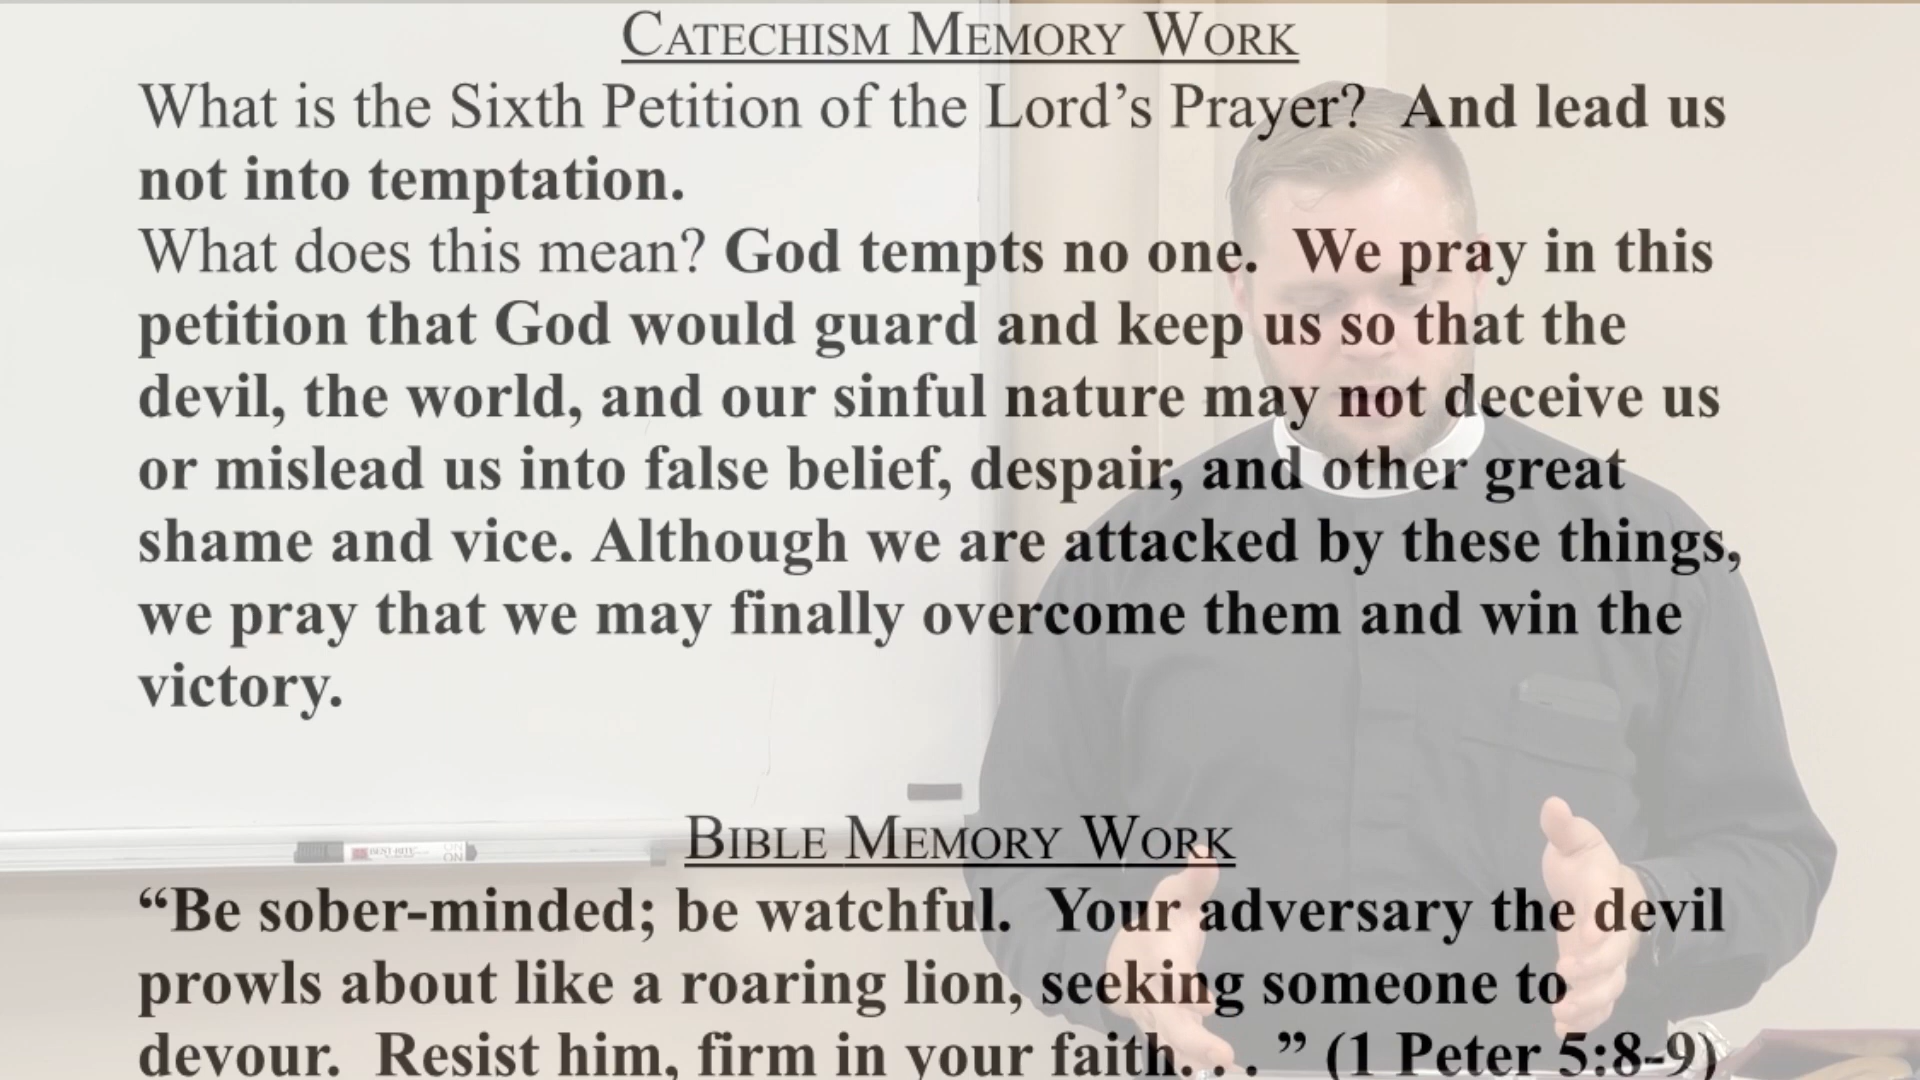 CATECHISM MEMORY WORK
What is the Sixth Petition of the Lord’s Prayer?  And lead us
not into temptation.
What does this mean? God tempts no one.  We pray in this
petition that God would guard and keep us so that the
devil, the world, and our sinful nature may not deceive us
or mislead us into false belief, despair, and other great
shame and vice. Although we are attacked by these things,
we pray that we may finally overcome them and win the
victory.
BENT-RITE
ON
ON
BIBLE MEMORY WORK
“Be sober-minded; be watchful.  Your adversary the devil
prowls about like a roaring lion, seeking someone to
devour.  Resist him, firm in your faith. . . ” (1 Peter 5:8-9)